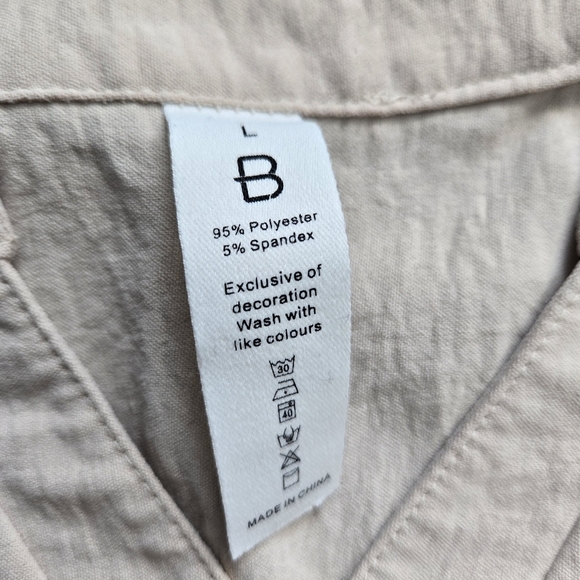 L
B
95% Polyester
5% Spandex
Exclusive of
decoration
Wash with
like colours
30
40
MADE IN CHINA